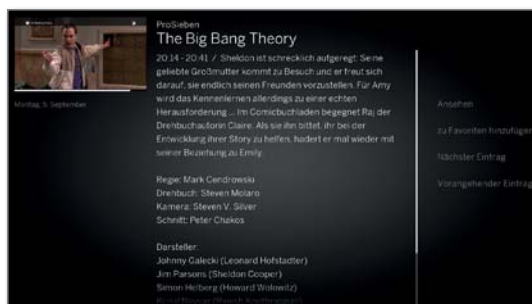 ProSieben
The Big Bang Theory
20:14 - 20:41 / Sheldon ist schrecklich aufgeregt: Seine
geliebte Großmutter kommt zu Besuch und er freut sich
darauf, sie endlich seinen Freunden vorzustellen. Für Amy
wird das Kennenlernen allerdings zu einer echten
Herausforderung ... Im Comicbuchladen begegnet Raj der
Drehbuchautorin Claire. Als sie ihn bittet, ihr bei der
Entwicklung ihrer Story zu helfen, hadert er mal wieder mit
seiner Beziehung zu Emily.
Regie: Mark Cendrowski
Drehbuch: Steven Molaro
Kamera: Steven V. Silver
Schnitt: Peter Chakos
Darsteller:
Johnny Galecki (Leonard Hofstadter)
Jim Parsons (Sheldon Cooper)
Simon Helberg (Howard Wolowitz)
Montag, 5. September
Ansehen
zu Favoriten hinzufügen
Nächster Eintrag
Vorangehender Eintrag